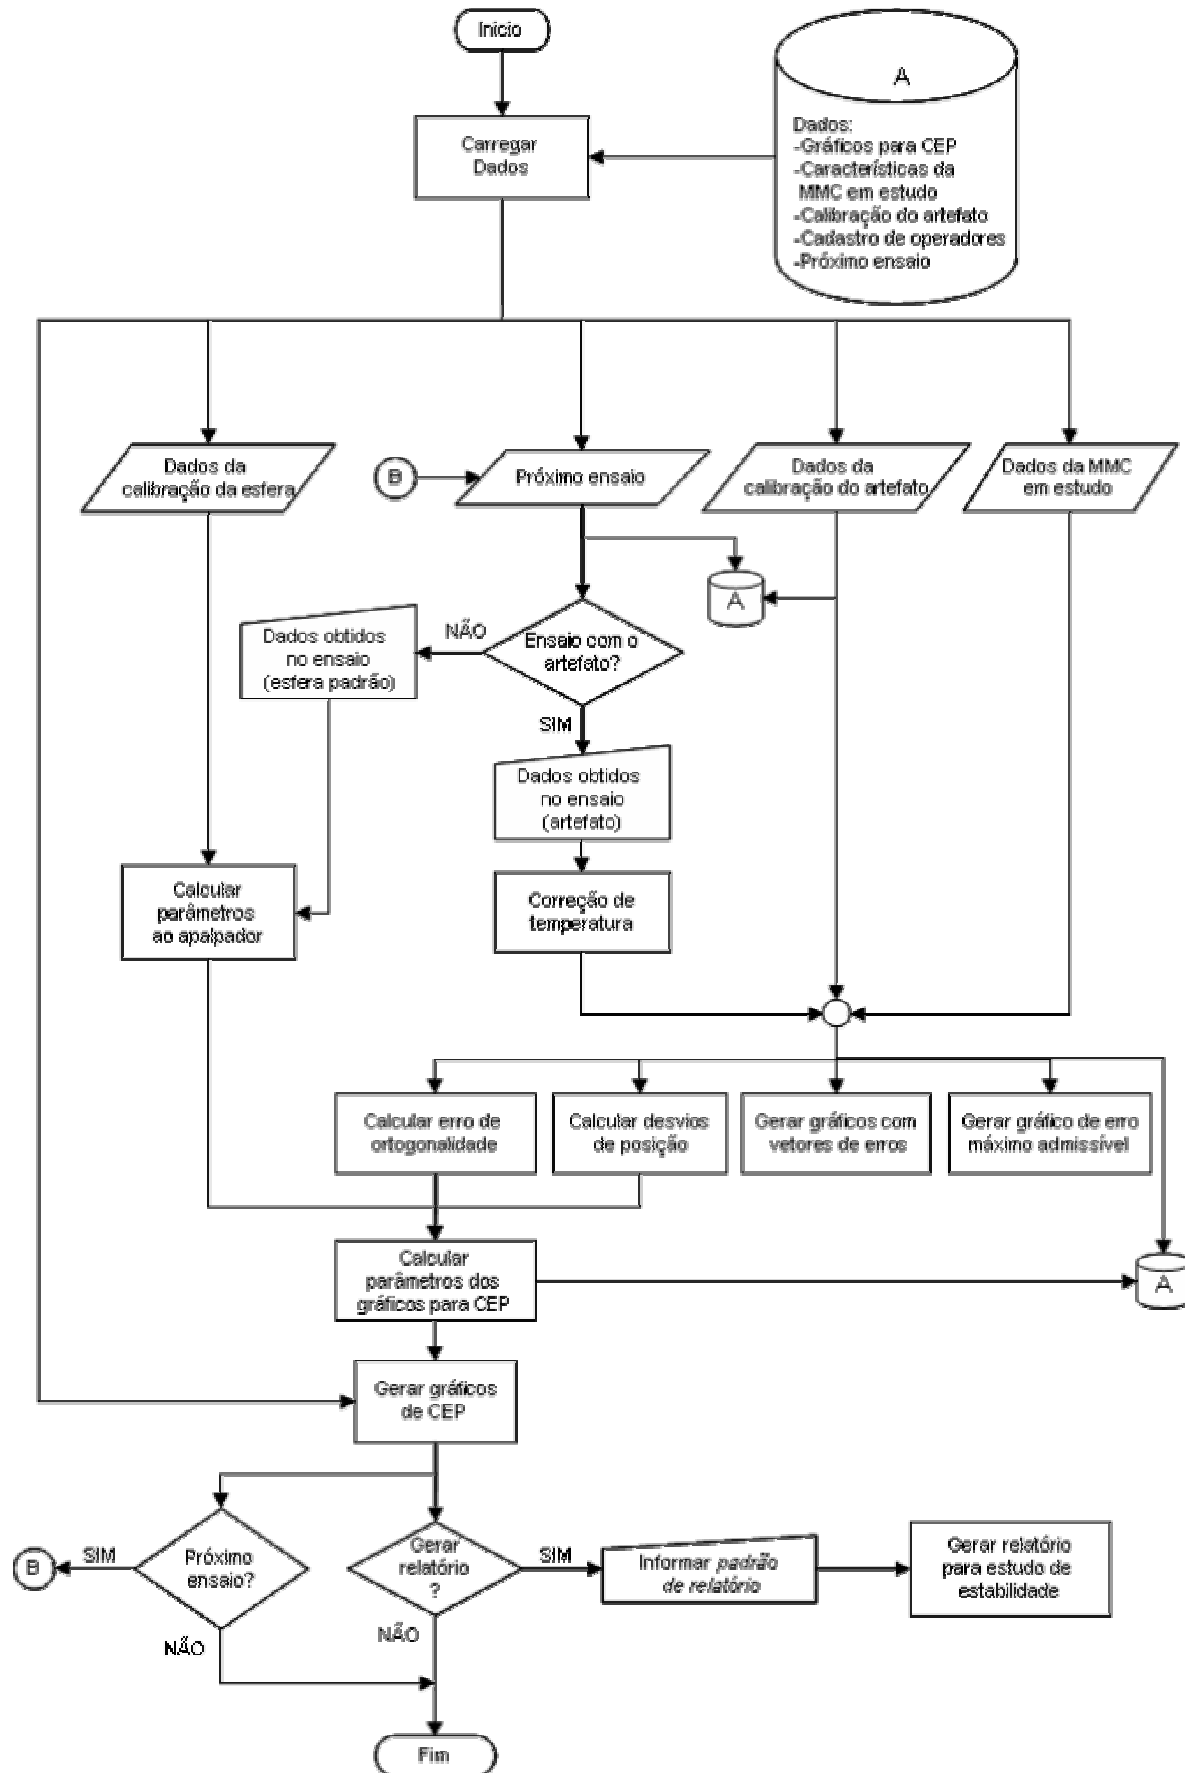 Início
A
Dados:
-Gráficos para CEP
-Características da
MMC em estudo
-Calibração do artefato
-Cadastro de operadores
-Próximo ensaio
Carregar
Dados
Dados da
calibração da esfera
B
Próximo ensaio
Dados da
calibração do artefato
Dados da MMC
em estudo
A
Dados obtidos
no ensaio
(esfera padrão)
NÃO
Ensaio com o
artefato?
SIM
Dados obtidos
no ensaio
(artefato)
Calcular
parâmetros
ao apalpador
Correção de
temperatura
Calcular erro de
ortogonalidade
Calcular desvios
de posição
Gerar gráficos com
vetores de erros
Gerar gráfico de erro
máximo admissível
Calcular
parâmetros dos
gráficos para CEP
A
Gerar gráficos
de CEP
B
SIM
Próximo
ensaio?
NÃO
Gerar
relatório
?
SIM
NÃO
Informar padrão
de relatório
Gerar relatório
para estudo de
estabilidade
Fim